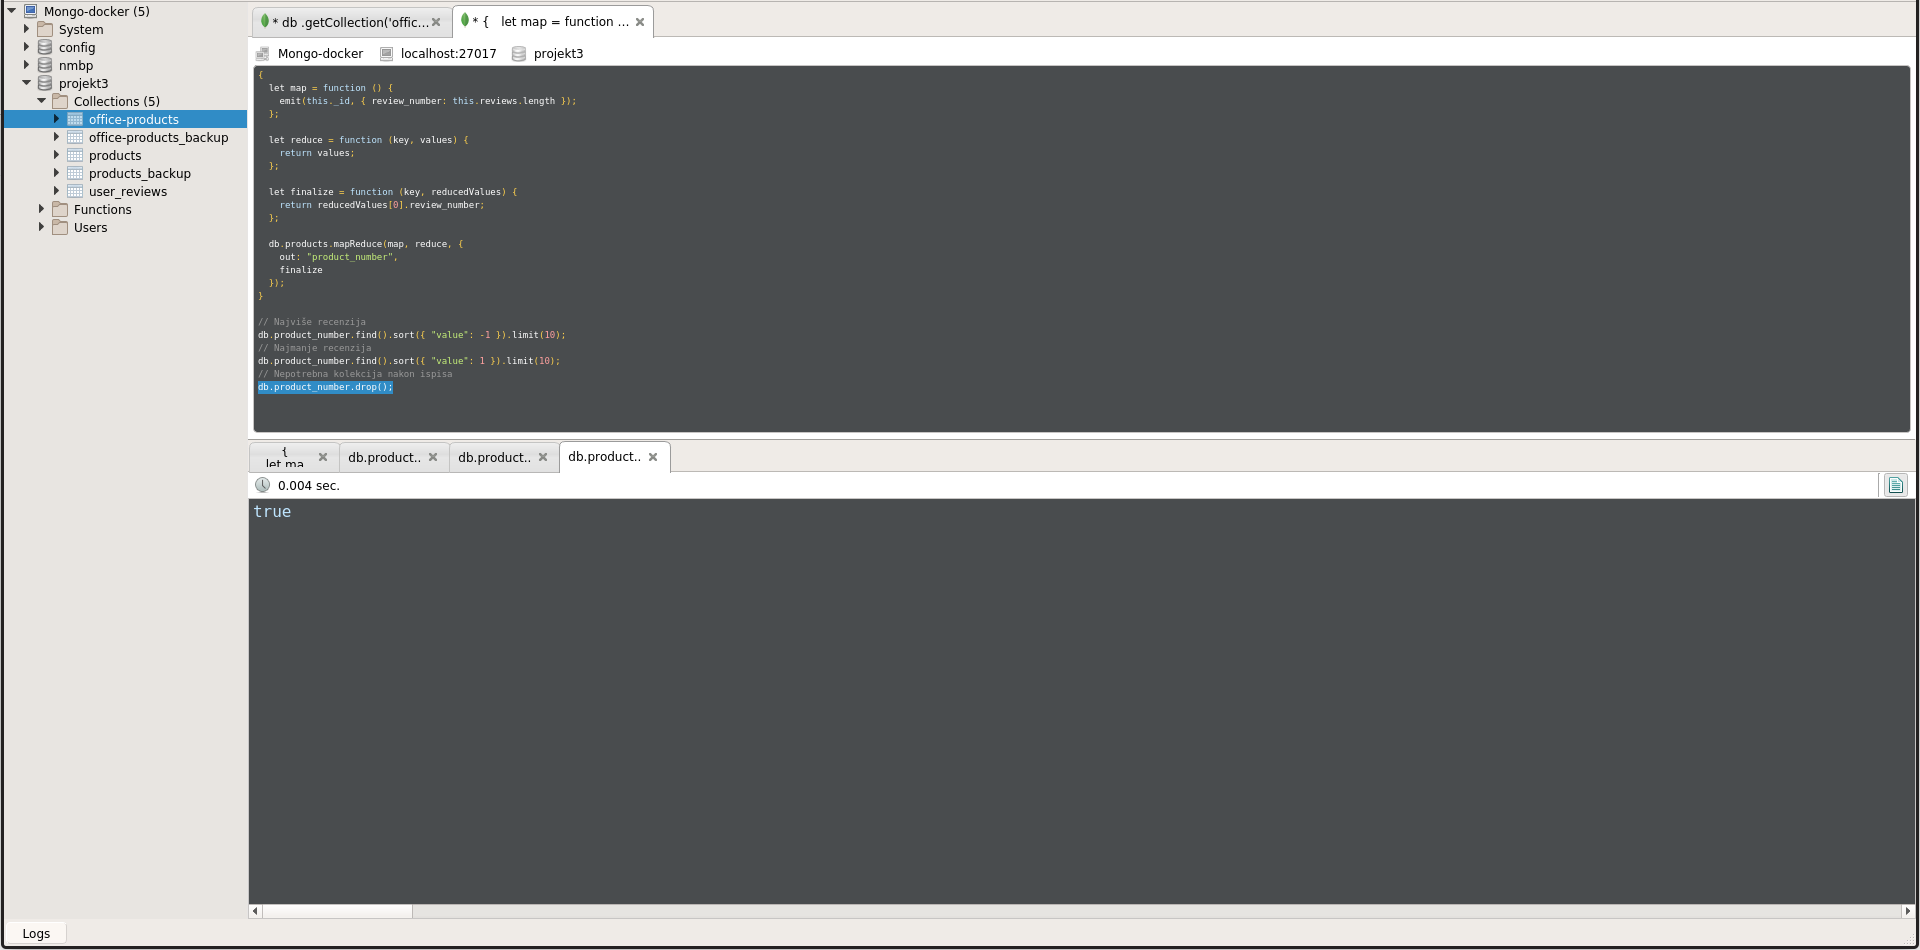 Mongo-docker (5)
System
config
nmbp
projekt3
Collections (5)
office-products
office-products_backup
products
products_backup
user_reviews
Functions
Users
* db .getCollection('offic...
* {   let map = function ...
Mongo-docker   localhost:27017   projekt3
{
  let map = function () {
    emit(this._id, { review_number: this.reviews.length });
  };

  let reduce = function (key, values) {
    return values;
  };

  let finalize = function (key, reducedValues) {
    return reducedValues[0].review_number;
  };

  db.products.mapReduce(map, reduce, {
    out: "product_number",
    finalize
  });
}

// Najviše recenzija
db.product_number.find().sort({ "value": -1 }).limit(10);
// Najmanje recenzija
db.product_number.find().sort({ "value": 1 }).limit(10);
// Nepotrebna kolekcija nakon ispisa
db.product_number.drop();
{
let ma
db.product..
db.product..
db.product..
0.004 sec.
true
Logs